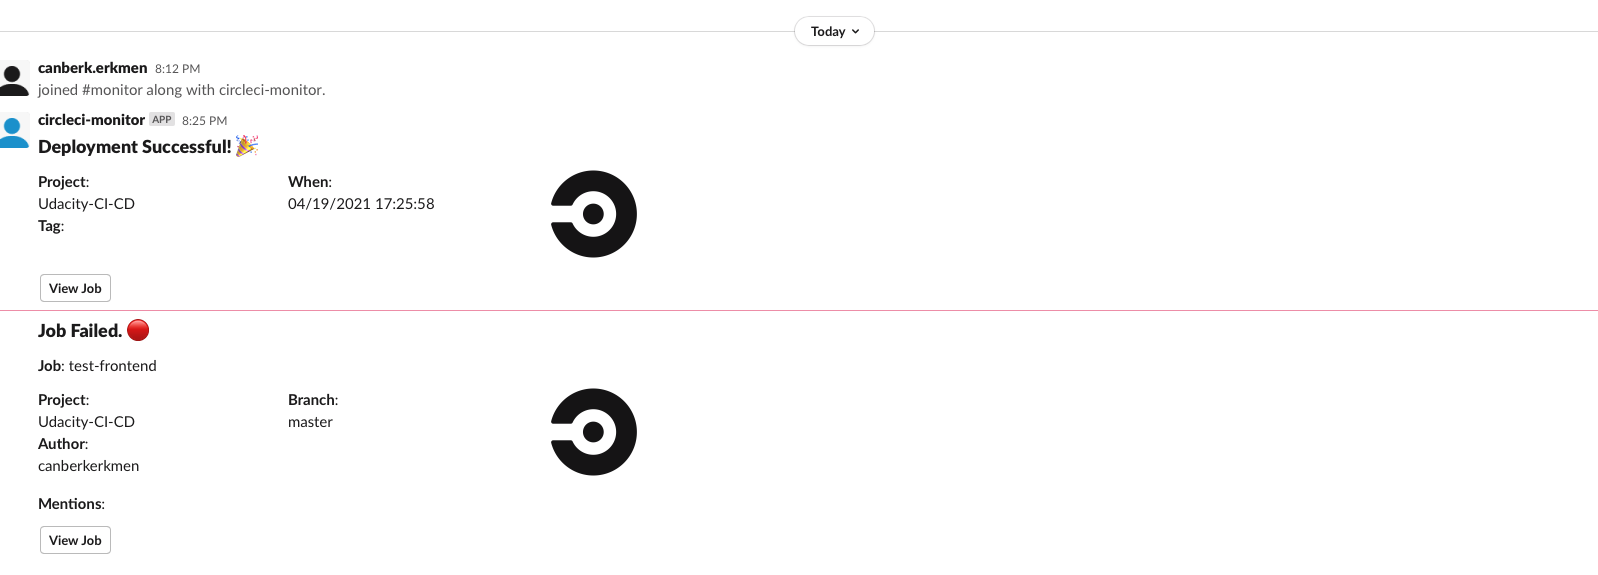 Today
canberk.erkmen 8:12 PM
joined #monitor along with circleci-monitor.
circleci-monitor APP 8:25 PM
Deployment Successful!
Project: When:
Udacity-CI-CD 04/19/2021 17:25:58
Tag:
View Job
Job Failed.
Job: test-frontend
Project: Branch:
Udacity-CI-CD master
Author:
canberkerkmen
Mentions:
View Job